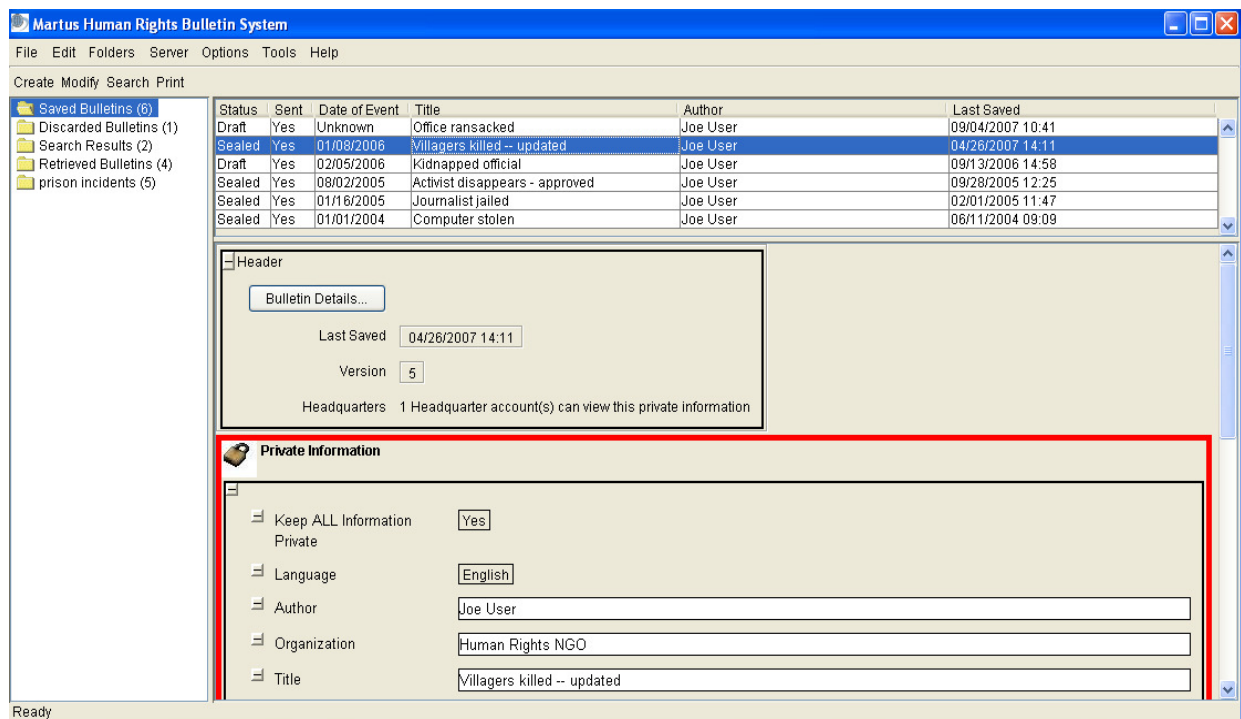 Martus Human Rights Bulletin System
File Edit Folders Server Options Tools Help
Create Modify Search Print
Saved Bulletins (6)
Discarded Bulletins (1)
Search Results (2)
Retrieved Bulletins (4)
prison incidents (5)
Status Sent Date of Event Title Author Last Saved
Draft Yes Unknown Office ransacked Joe User 09/04/2007 10:41
Sealed Yes 01/08/2006 Villagers killed -- updated Joe User 04/26/2007 14:11
Draft Yes 02/05/2006 Kidnapped official Joe User 09/13/2006 14:58
Sealed Yes 08/02/2005 Activist disappears - approved Joe User 09/28/2005 12:25
Sealed Yes 01/16/2005 Journalist jailed Joe User 02/01/2005 11:47
Sealed Yes 01/01/2004 Computer stolen Joe User 06/11/2004 09:09
Header
Bulletin Details...
Last Saved 04/26/2007 14:11
Version 5
Headquarters 1 Headquarter account(s) can view this private information
Private Information
Keep ALL Information Yes
Private
Language English
Author Joe User
Organization Human Rights NGO
Title Villagers killed -- updated
Ready